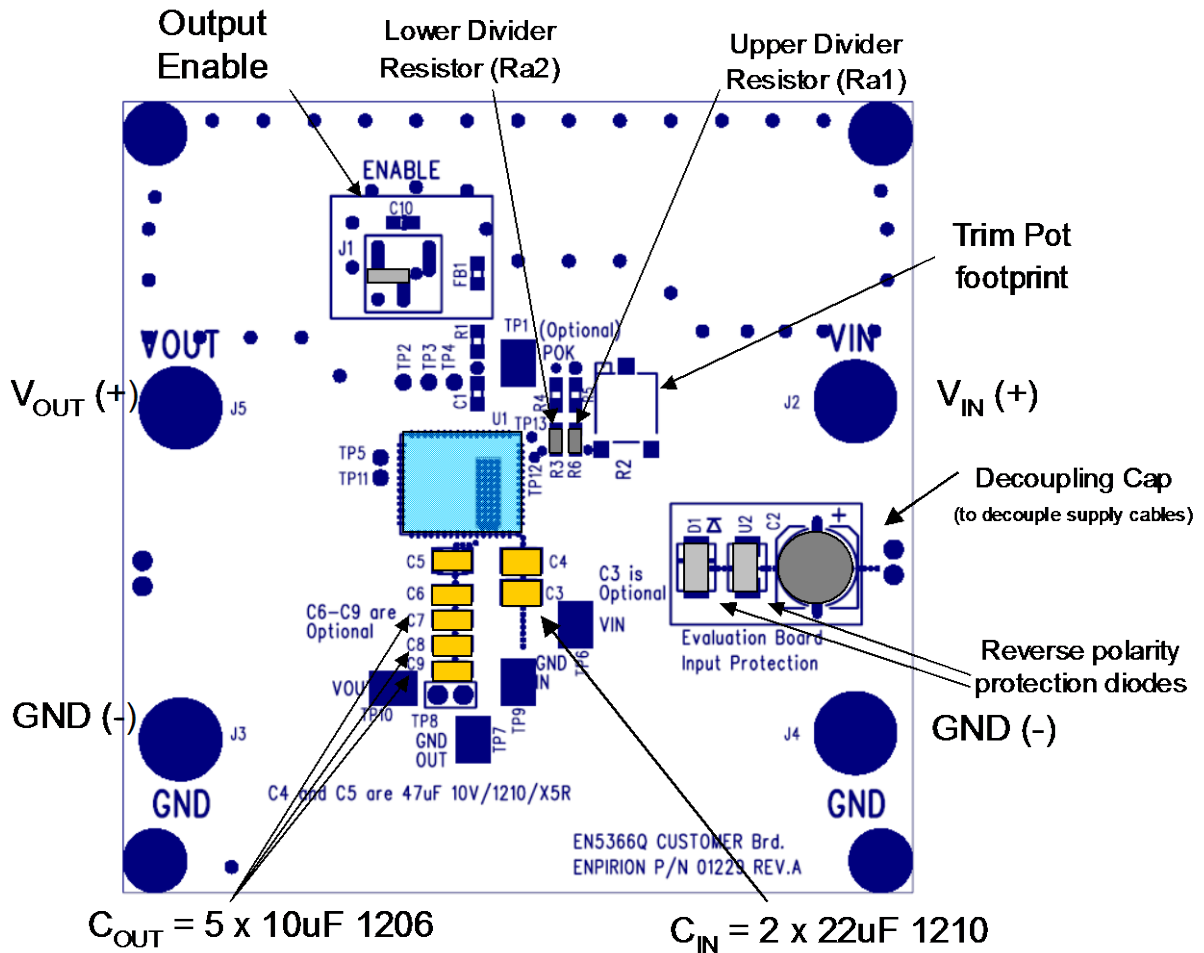 Output
Enable
Lower Divider
Resistor (Ra2)
Upper Divider
Resistor (Ra1)
ENABLE
C10
J1
FB1
Trim Pot
footprint
VOUT
R1
TP1
(Optional)
POK
VIN
TP2
TP3
TP4
C1
R4
R5
VOUT (+)
J5
J2
VIN (+)
U1
TP13
TP5
TP11
TP12
R3
R6
R2
Decoupling Cap
(to decouple supply cables)
D1
U2
C2
+
C5
C4
C6
C3
C3 is
Optional
C6-C9 are
Optional
C7
C8
C9
VIN
TP6
Evaluation Board
Input Protection
Reverse polarity
protection diodes
VOUT
TP10
GND
IN
TP9
GND (-)
J3
TP8
GND
OUT
TP7
J4
GND (-)
C4 and C5 are 47uF 10V/1210/X5R
GND
GND
EN5366Q CUSTOMER Brd.
ENPIRION P/N 01229 REV.A
COUT = 5 x 10uF 1206
CIN = 2 x 22uF 1210